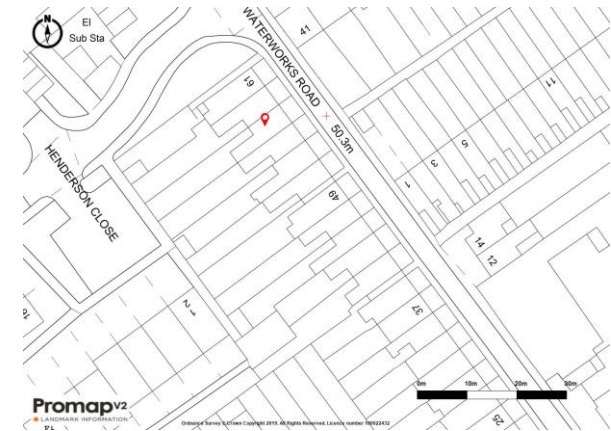 N
El
Sub Sta
WATERWORKS ROAD
41
61
50.3m
11
5
3
1
HENDERSON CLOSE
49
14
12
37
2
1
16
25
0m 10m 20m 30m
Promap V2
LANDMARK INFORMATION
Ordnance Survey © Crown Copyright 2019. All Rights Reserved. Licence number 100022432